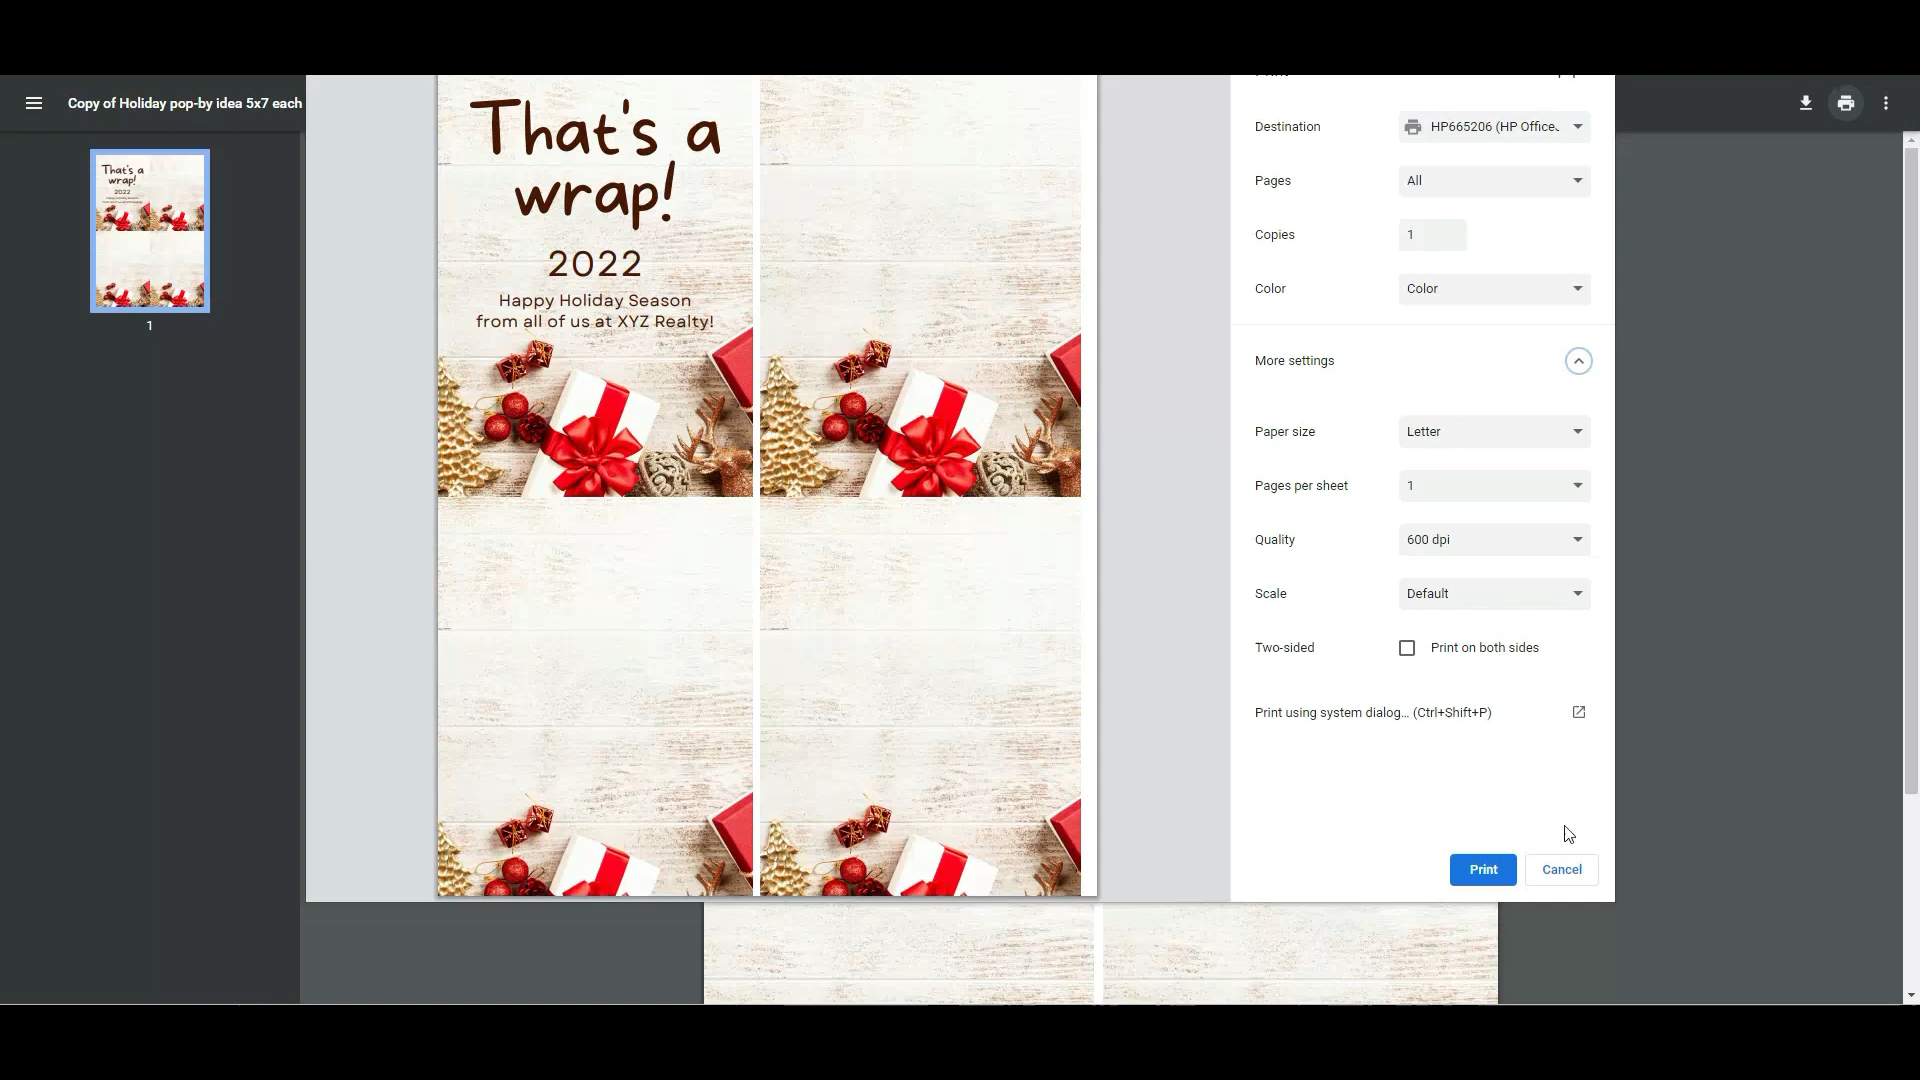 Copy of Holiday pop-by idea 5x7 each
That's a
wrap!
2022
1
That's a
wrap!
2022
Happy Holiday Season
from all of us at XYZ Realty!
Destination
HP665206 (HP Office.
Pages
All
Copies
1
Color
Color
More settings
Paper size
Letter
Pages per sheet
1
Quality
600 dpi
Scale
Default
Two-sided
Print on both sides
Print using system dialog... (Ctrl+Shift+P)
Print
Cancel